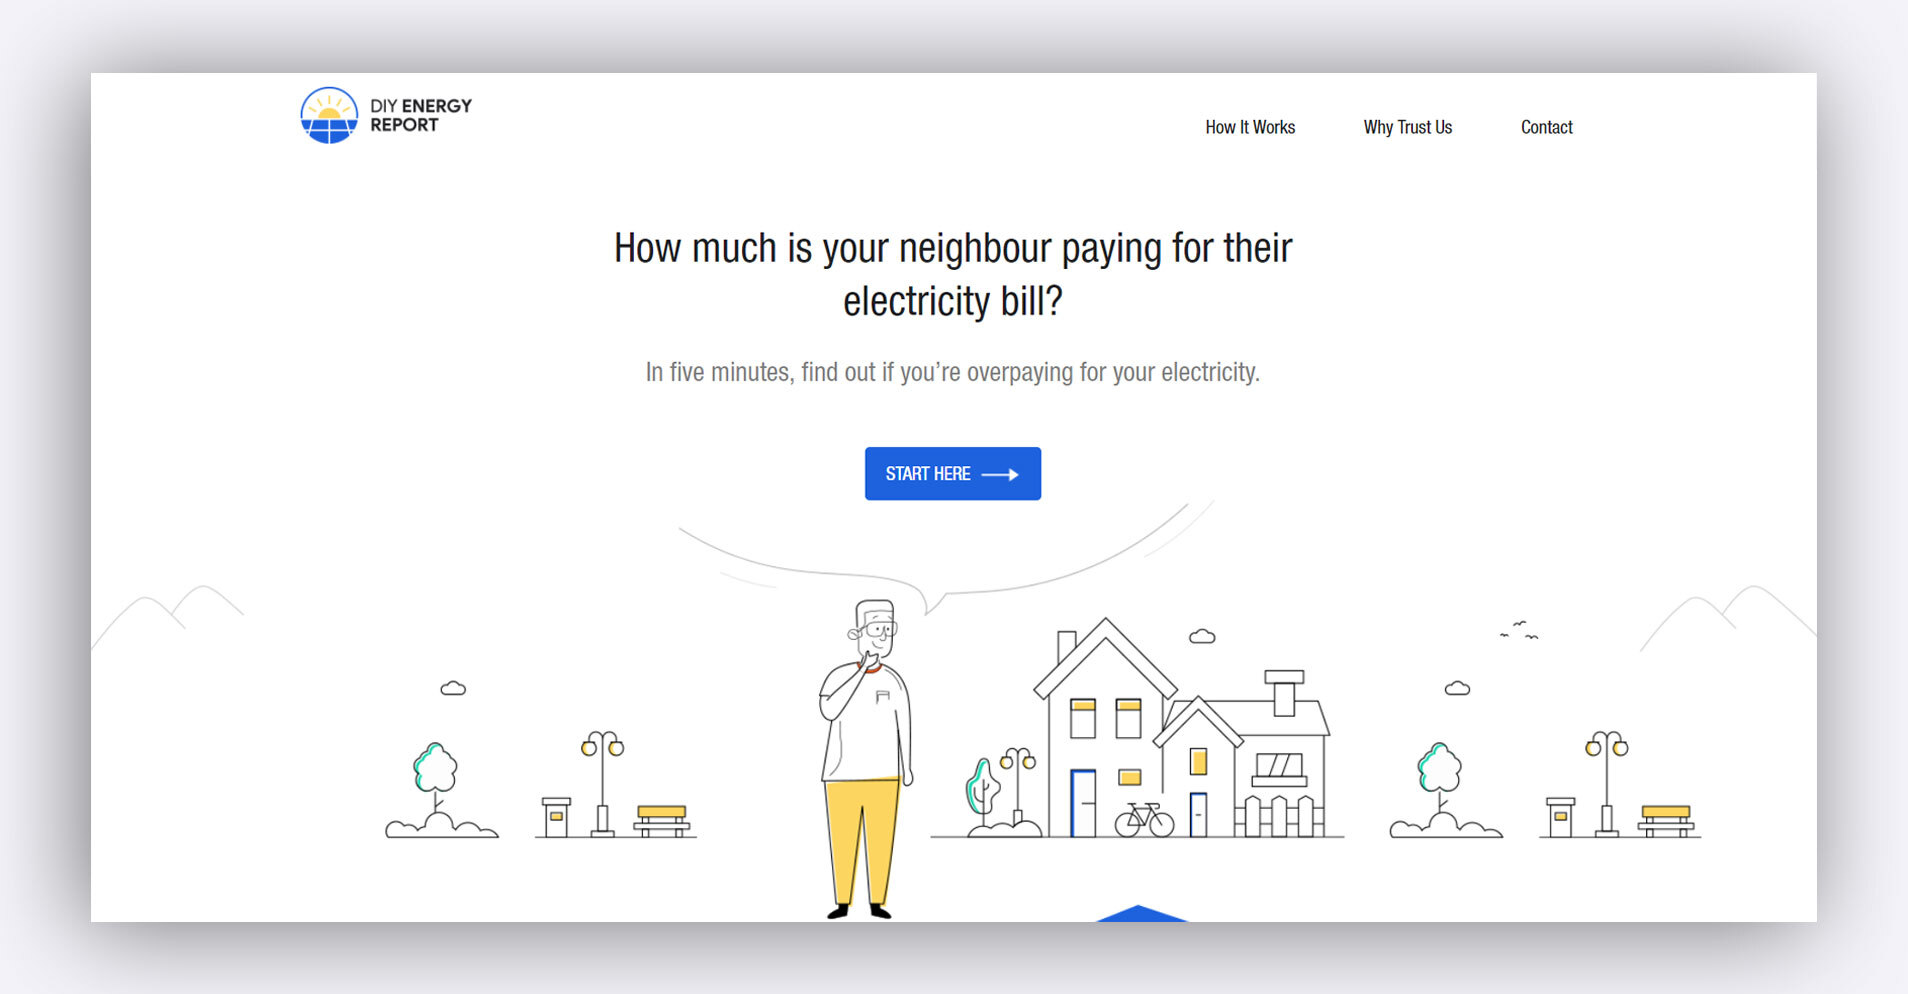 DIY ENERGY
REPORT
How It Works
Why Trust Us
Contact
How much is your neighbour paying for their
electricity bill?
In five minutes, find out if you’re overpaying for your electricity.
START HERE